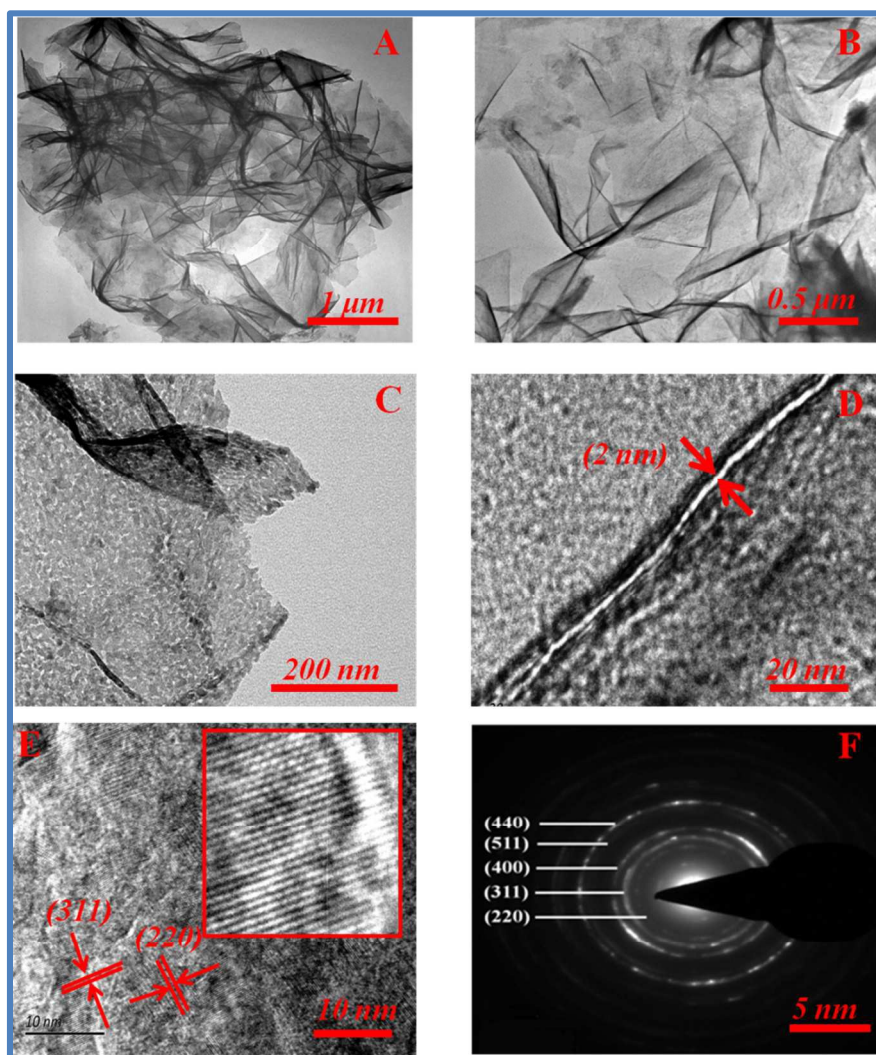 A
1 μm
B
0.5 μm
C
200 nm
D
(2 nm)
20 nm
E
(311)
(220)
10 nm
10 nm
F
(440)
(511)
(400)
(311)
(220)
5 nm